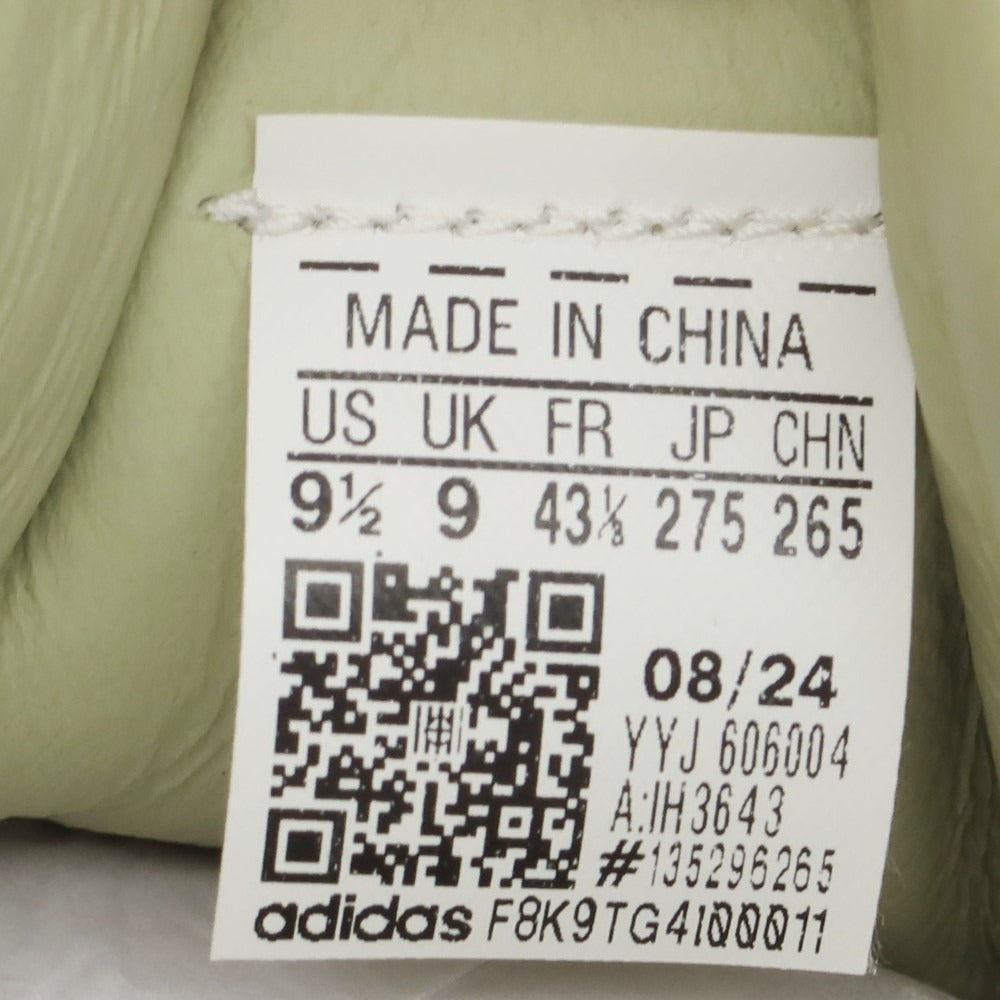 MADE IN CHINA
US UK FR JP CHN
9½ 9 43⅓ 275 265
08/24
YYJ 606004
A:IH3643
#135296265
adidas F8K9TG4I00011